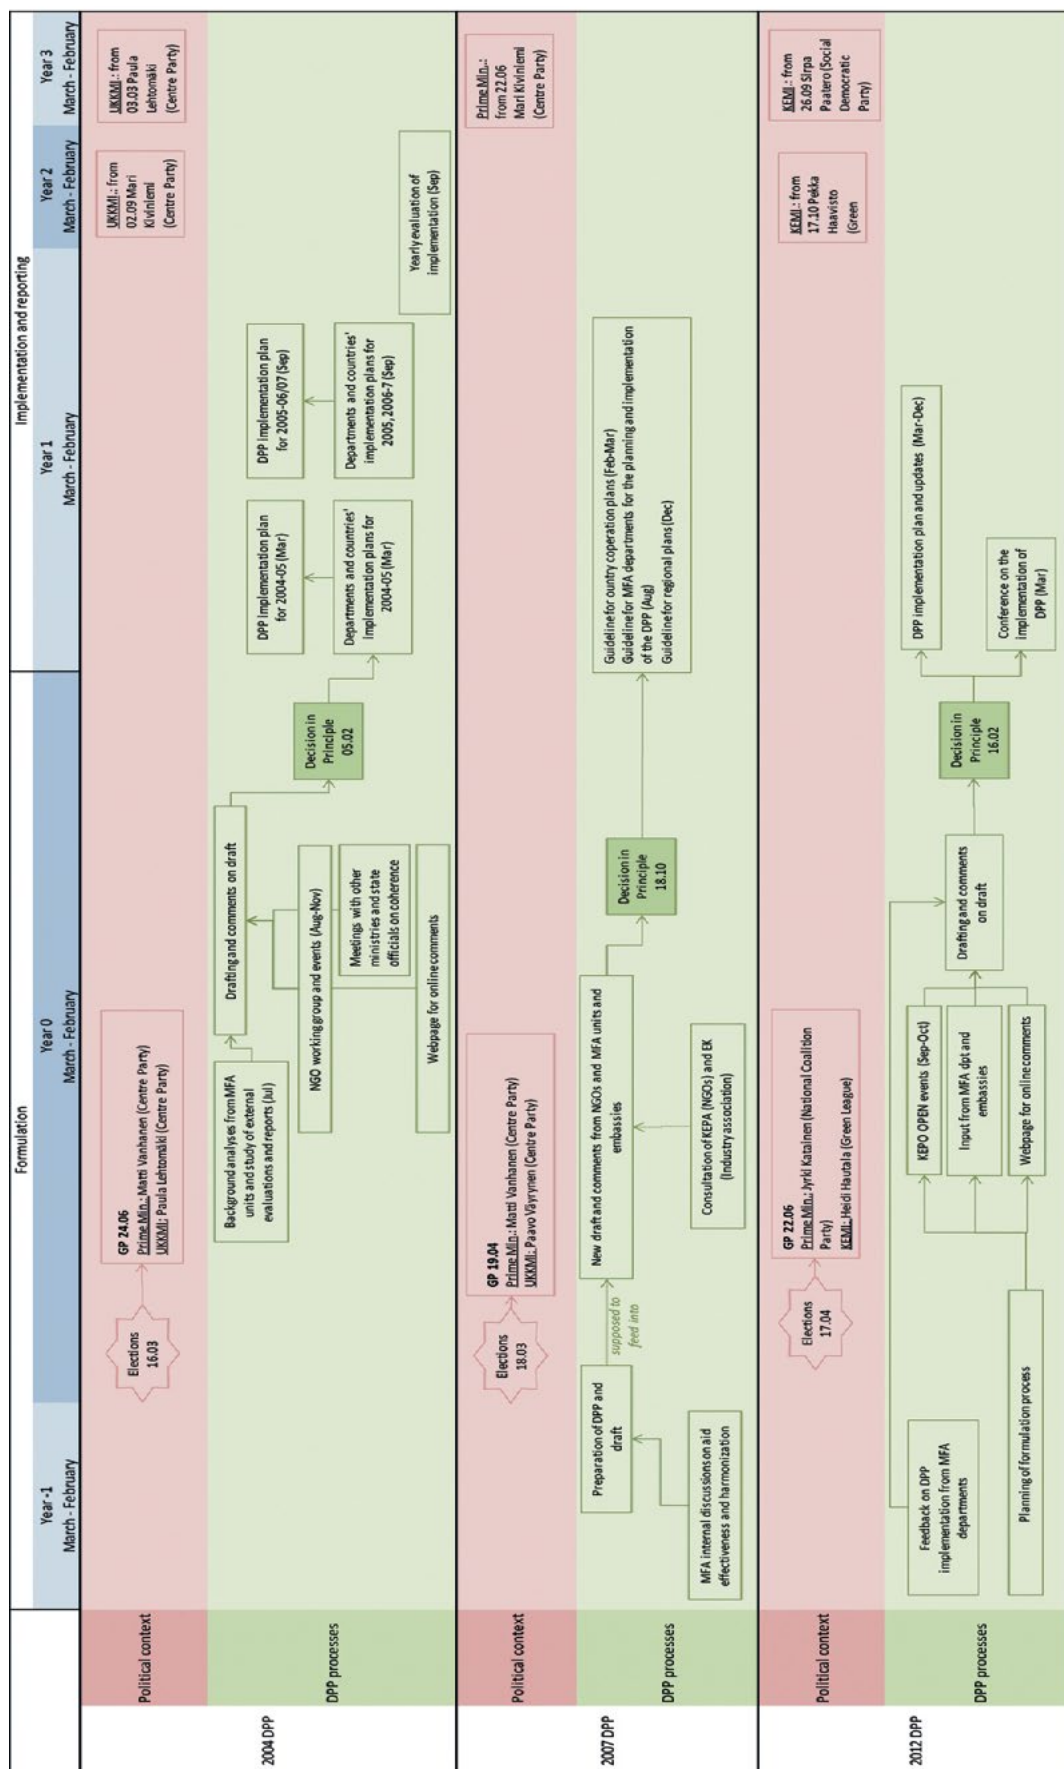 Formulation
Implementation and reporting
Year -1
March - February
Year 0
March - February
Year 1
March - February
Year 2
March - February
Year 3
March - February
2004 DPP
Political context
Elections
16.03
GP 24.06
Prime Min.: Matti Vanhanen (Centre Party)
UKKMI: Paula Lehtomäki (Centre Party)
UKKMI.: from
02.09 Mari
Kiviniemi
(Centre Party)
UKKMI.: from
03.03 Paula
Lehtomäki
(Centre Party)
DPP processes
Background analyses from MFA
units and study of external
evaluations and reports (Jul)
Drafting and comments on draft
NGO working group and events (Aug-Nov)
Meetings with other
ministries and state
officials on coherence
Webpage for online comments
Decision in
Principle
05.02
DPP implementation plan
for 2004-05 (Mar)
Departments and countries'
implementation plans for
2004-05 (Mar)
DPP implementation plan
for 2005-06/07 (Sep)
Departments and countries'
implementation plans for
2005, 2006-7 (Sep)
Yearly evaluation of
implementation (Sep)
2007 DPP
Political context
Elections
18.03
GP 19.04
Prime Min.: Matti Vanhanen (Centre Party)
UKKMI: Paavo Väyrynen (Centre Party)
Prime Min.:
from 22.06
Mari Kiviniemi
(Centre Party)
DPP processes
Preparation of DPP and
draft
MFA internal discussions on aid
effectiveness and harmonization
supposed to
feed into
New draft and comments from NGOs and MFA units and
embassies
Consultation of KEPA (NGOs) and EK
(Industry association)
Decision in
Principle
18.10
Guideline for ountry coperation plans (Feb-Mar)
Guideline for MFA departments for the planning and implementation
of the DPP (Aug)
Guideline for regional plans (Dec)
2012 DPP
Political context
Elections
17.04
GP 22.06
Prime Min.: Jyrki Katainen (National Coalition
Party)
KEMI: Heidi Hautala (Green League)
KEMI.: from
17.10 Pekka
Haavisto
(Green
KEMI.: from
26.09 Sirpa
Paatero (Social
Democratic
Party)
DPP processes
Feedback on DPP
implementation from MFA
departments
Planning of formulation process
KEPO OPEN events (Sep-Oct)
Input from MFA dpt and
embassies
Webpage for online comments
Drafting and comments
on draft
Decision in
Principle
16.02
DPP implementation plan and updates (Mar-Dec)
Conference on the
implementation of
DPP (Mar)